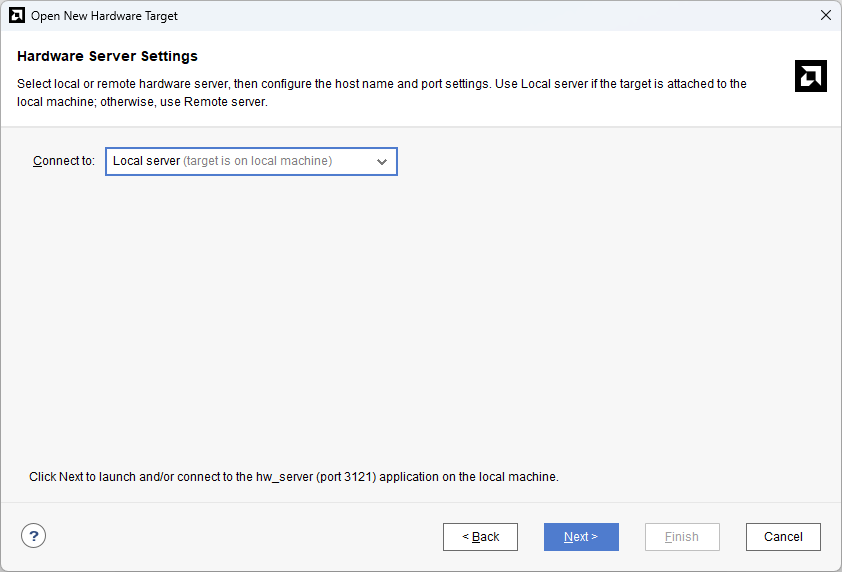 Open New Hardware Target
Hardware Server Settings
Select local or remote hardware server, then configure the host name and port settings. Use Local server if the target is attached to the
local machine; otherwise, use Remote server.
Connect to: Local server (target is on local machine)
Click Next to launch and/or connect to the hw_server (port 3121) application on the local machine.
? < Back Next > Finish Cancel